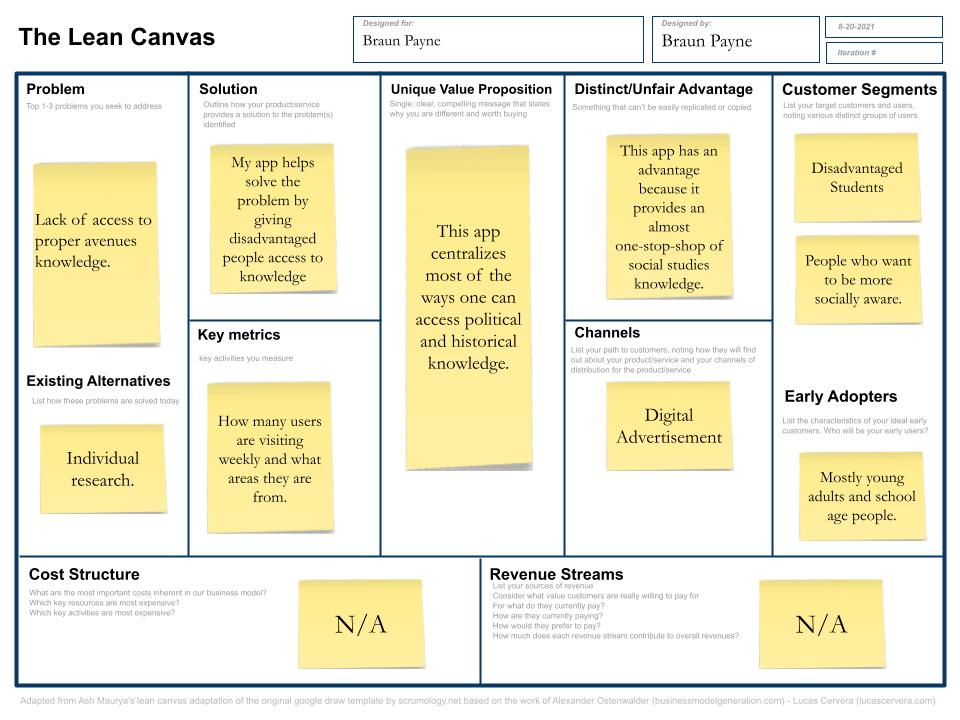 The Lean Canvas
Designed for:
Braun Payne
Designed by:
Braun Payne
8-20-2021
Iteration #
Problem
Top 1-3 problems you seek to address
Lack of access to
proper avenues
knowledge.
Existing Alternatives
List how these problems are solved today
Individual
research.
Solution
Outline how your product/service
provides a solution to the problem(s)
identified
My app helps
solve the
problem by
giving
disadvantaged
people access to
knowledge
Key metrics
key activities you measure
How many users
are visiting
weekly and what
areas they are
from.
Unique Value Proposition
Single, clear, compelling message that states
why you are different and worth buying
This app
centralizes
most of the
ways one can
access political
and historical
knowledge.
Distinct/Unfair Advantage
Something that can't be easily replicated or copied
This app has an
advantage
because it
provides an
almost
one-stop-shop of
social studies
knowledge.
Channels
List your path to customers, noting how they will find
out about your product/service and your channels of
distribution for the product/service
Digital
Advertisement
Customer Segments
List your target customers and users,
noting various distinct groups of users
Disadvantaged
Students
People who want
to be more
socially aware.
Early Adopters
List the characteristics of your ideal early
customers. Who will be your early users?
Mostly young
adults and school
age people.
Cost Structure
What are the most important costs inherent in our business model?
Which key resources are most expensive?
Which key activities are most expensive?
N/A
Revenue Streams
List your sources of revenue
Consider what value customers are really willing to pay for
For what do they currently pay?
How are they currently paying?
How would they prefer to pay?
How much does each revenue stream contribute to overall revenues?
N/A
Adapted from Ash Maurya's lean canvas adaptation of the original google draw template by scrumology.net based on the work of Alexander Ostenwalder (businessmodelgeneration.com) - Lucas Cervera (lucascervera.com)